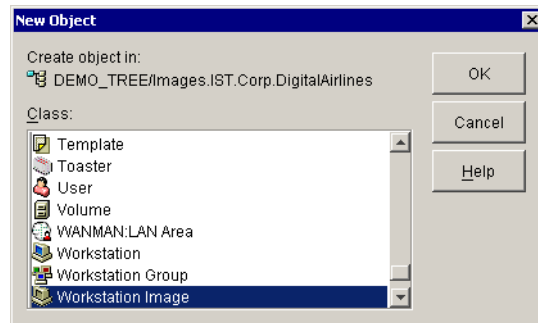 New Object
Create object in:
DEMO_TREE/Images.IST.Corp.DigitalAirlines
Class:
Template
Toaster
User
Volume
WANMAN:LAN Area
Workstation
Workstation Group
Workstation Image
OK
Cancel
Help